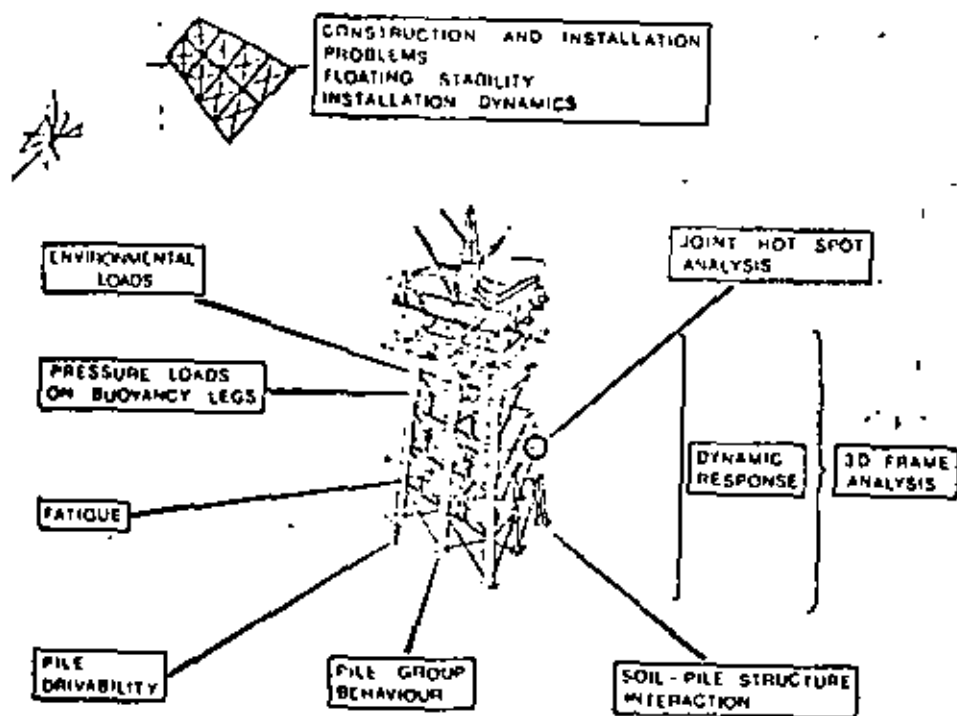 CONSTRUCTION AND INSTALLATION
PROBLEMS
FLOATING STABILITY
INSTALLATION DYNAMICS
ENVIRONMENTAL
LOADS
JOINT HOT SPOT
ANALYSIS
PRESSURE LOADS
ON BUOYANCY LEGS
DYNAMIC
RESPONSE
3D FRAME
ANALYSIS
FATIGUE
PILE
DRIVABILITY
PILE GROUP
BEHAVIOUR
SOIL-PILE STRUCTURE
INTERACTION